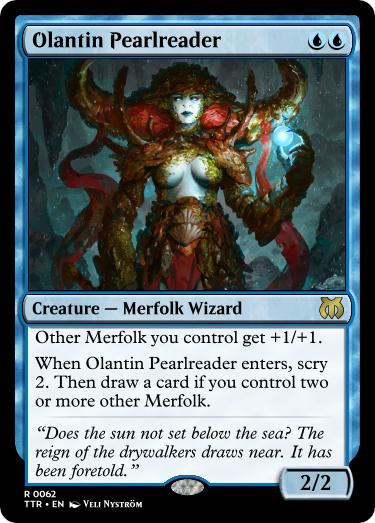 Olantin Pearlreader
Creature — Merfolk Wizard
Other Merfolk you control get +1/+1.
When Olantin Pearlreader enters, scry
2. Then draw a card if you control two
or more other Merfolk.
“Does the sun not set below the sea? The
reign of the drywalkers draws near. It has
been foretold.”
2/2
R 0062
TTR • EN Veli Nyström